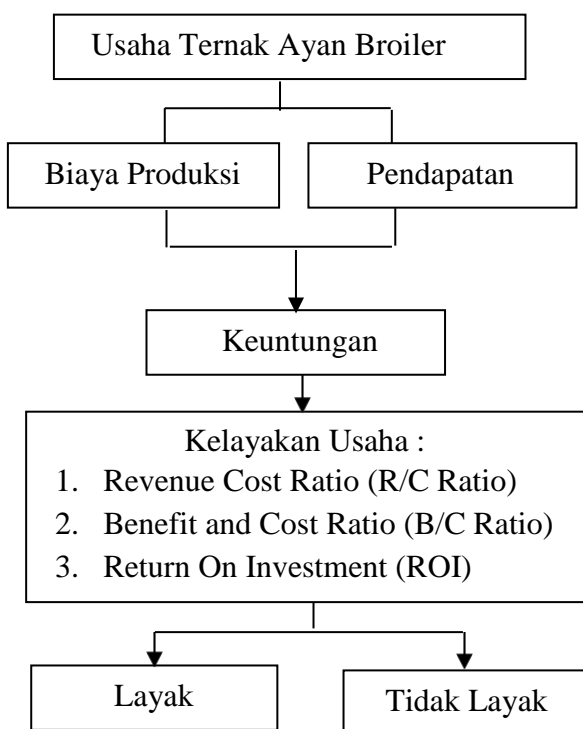 Usaha Ternak Ayan Broiler
Biaya Produksi
Pendapatan
Keuntungan
Kelayakan Usaha :
1. Revenue Cost Ratio (R/C Ratio)
2. Benefit and Cost Ratio (B/C Ratio)
3. Return On Investment (ROI)
Layak
Tidak Layak